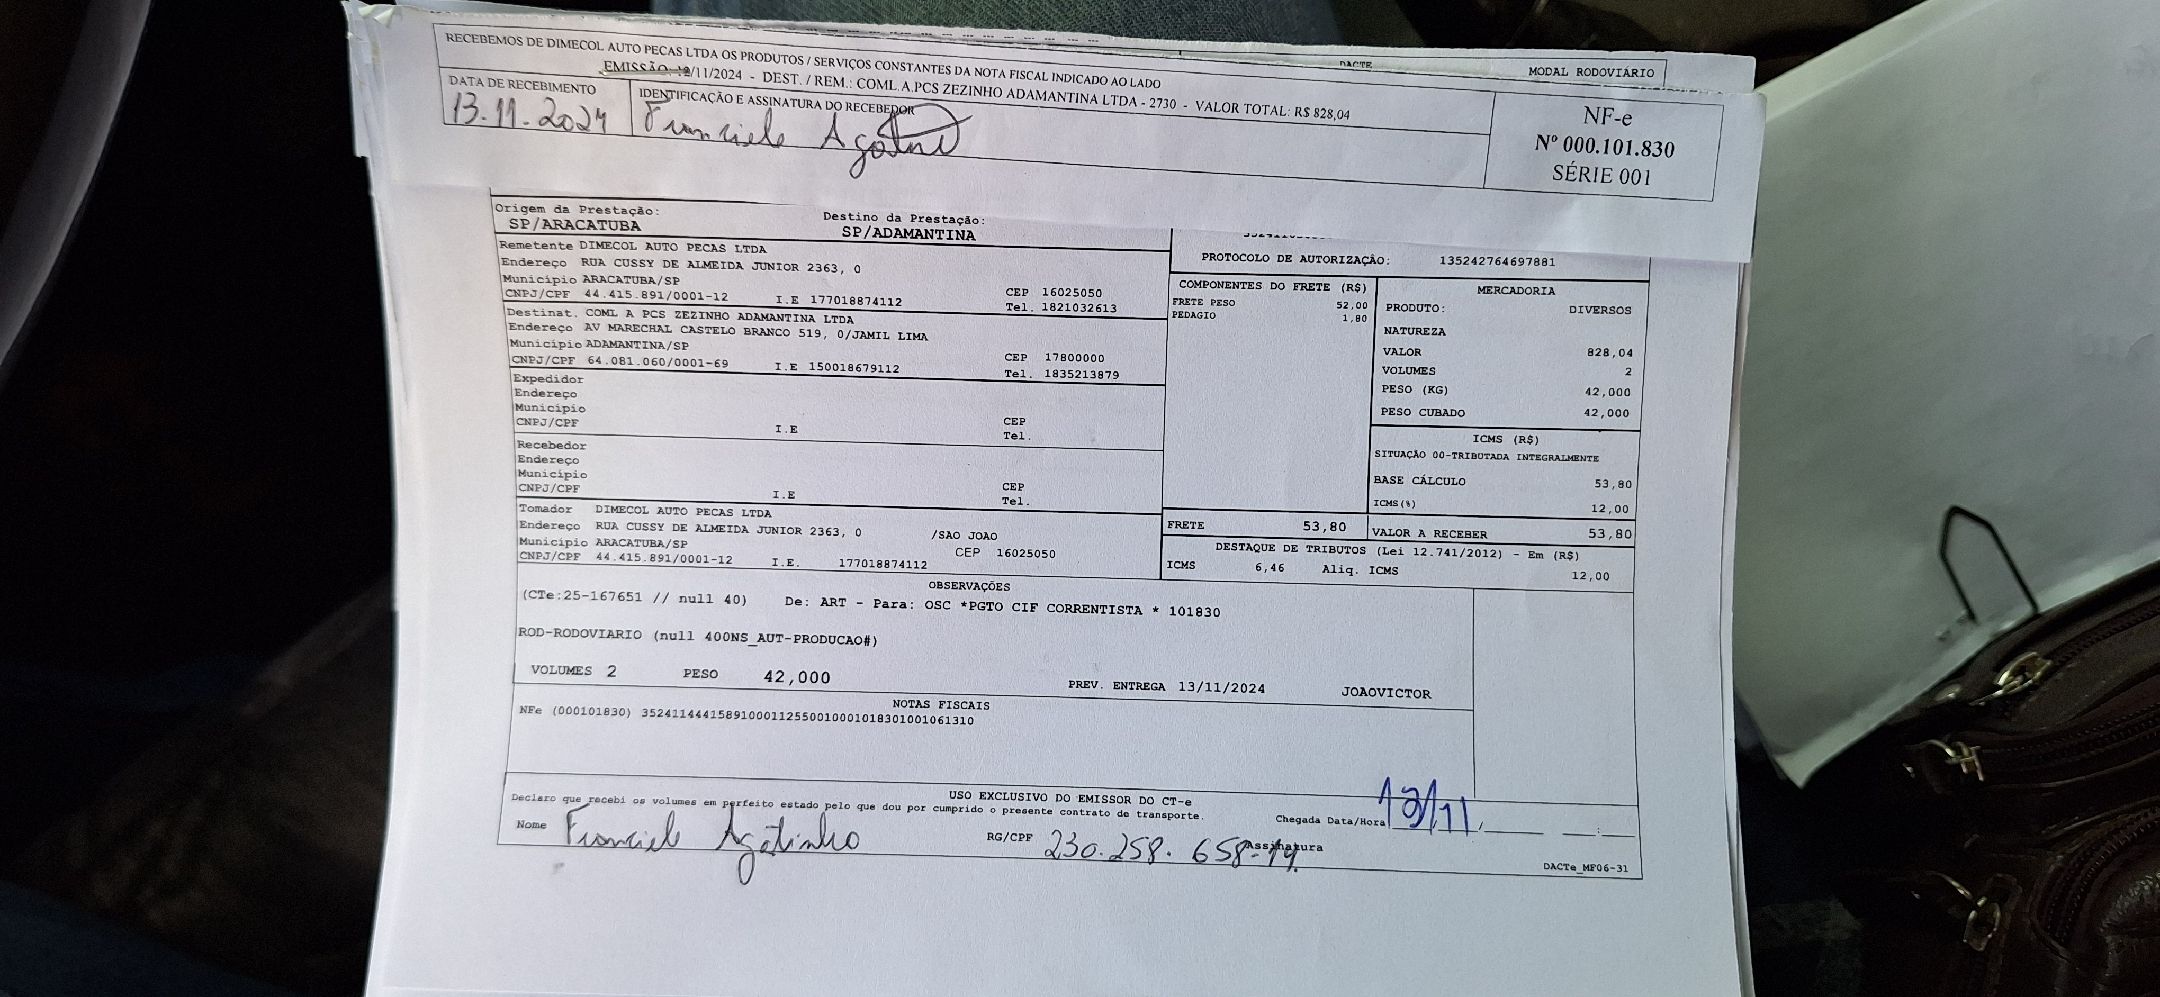 DACTE
MODAL RODOVIÁRIO
RECEBEMOS DE DIMECOL AUTO PECAS LTDA OS PRODUTOS / SERVIÇOS CONSTANTES DA NOTA FISCAL INDICADO AO LADO
EMISSÃO: 12/11/2024 - DEST. / REM.: COML.A.PCS ZEZINHO ADAMANTINA LTDA - 2730 - VALOR TOTAL: R$ 828,04
DATA DE RECEBIMENTO
13.11.2024
IDENTIFICAÇÃO E ASSINATURA DO RECEBEDOR
NF-e
Nº 000.101.830
SÉRIE 001
Origem da Prestação:
SP/ARACATUBA
Destino da Prestação:
SP/ADAMANTINA
Remetente DIMECOL AUTO PECAS LTDA
Endereço RUA CUSSY DE ALMEIDA JUNIOR 2363, 0
Município ARACATUBA/SP CEP 16025050
CNPJ/CPF 44.415.891/0001-12 I.E 177018874112 Tel. 1821032613
Destinat. COML A PCS ZEZINHO ADAMANTINA LTDA
Endereço AV MARECHAL CASTELO BRANCO 519, 0/JAMIL LIMA
Município ADAMANTINA/SP CEP 17800000
CNPJ/CPF 64.081.060/0001-69 I.E 150018679112 Tel. 1835213879
Expedidor
Endereço
Município CEP
CNPJ/CPF I.E Tel.
Recebedor
Endereço
Município CEP
CNPJ/CPF I.E Tel.
Tomador DIMECOL AUTO PECAS LTDA
Endereço RUA CUSSY DE ALMEIDA JUNIOR 2363, 0 /SAO JOAO
Município ARACATUBA/SP CEP 16025050
CNPJ/CPF 44.415.891/0001-12 I.E. 177018874112
PROTOCOLO DE AUTORIZAÇÃO: 135242764697881
COMPONENTES DO FRETE (R$)
FRETE PESO 52,00
PEDAGIO 1,80
MERCADORIA
PRODUTO: DIVERSOS
NATUREZA
VALOR 828,04
VOLUMES 2
PESO (KG) 42,000
PESO CUBADO 42,000
ICMS (R$)
SITUAÇÃO 00-TRIBUTADA INTEGRALMENTE
BASE CÁLCULO 53,80
ICMS(%) 12,00
FRETE 53,80
VALOR A RECEBER 53,80
DESTAQUE DE TRIBUTOS (Lei 12.741/2012) - Em (R$)
ICMS 6,46 Aliq. ICMS 12,00
OBSERVAÇÕES
(CTe:25-167651 // null 40) De: ART - Para: OSC *PGTO CIF CORRENTISTA * 101830
ROD-RODOVIARIO (null 400NS_AUT-PRODUCAO#)
VOLUMES 2 PESO 42,000 PREV. ENTREGA 13/11/2024 JOAOVICTOR
NOTAS FISCAIS
NFe (000101830) 35241144415891000112550010001018301001061310
USO EXCLUSIVO DO EMISSOR DO CT-e
Declaro que recebi os volumes em perfeito estado pelo que dou por cumprido o presente contrato de transporte.
Chegada Data/Hora 13/11/ :
Nome RG/CPF 230.258.658-14 Assinatura
DACTe_MF06-31